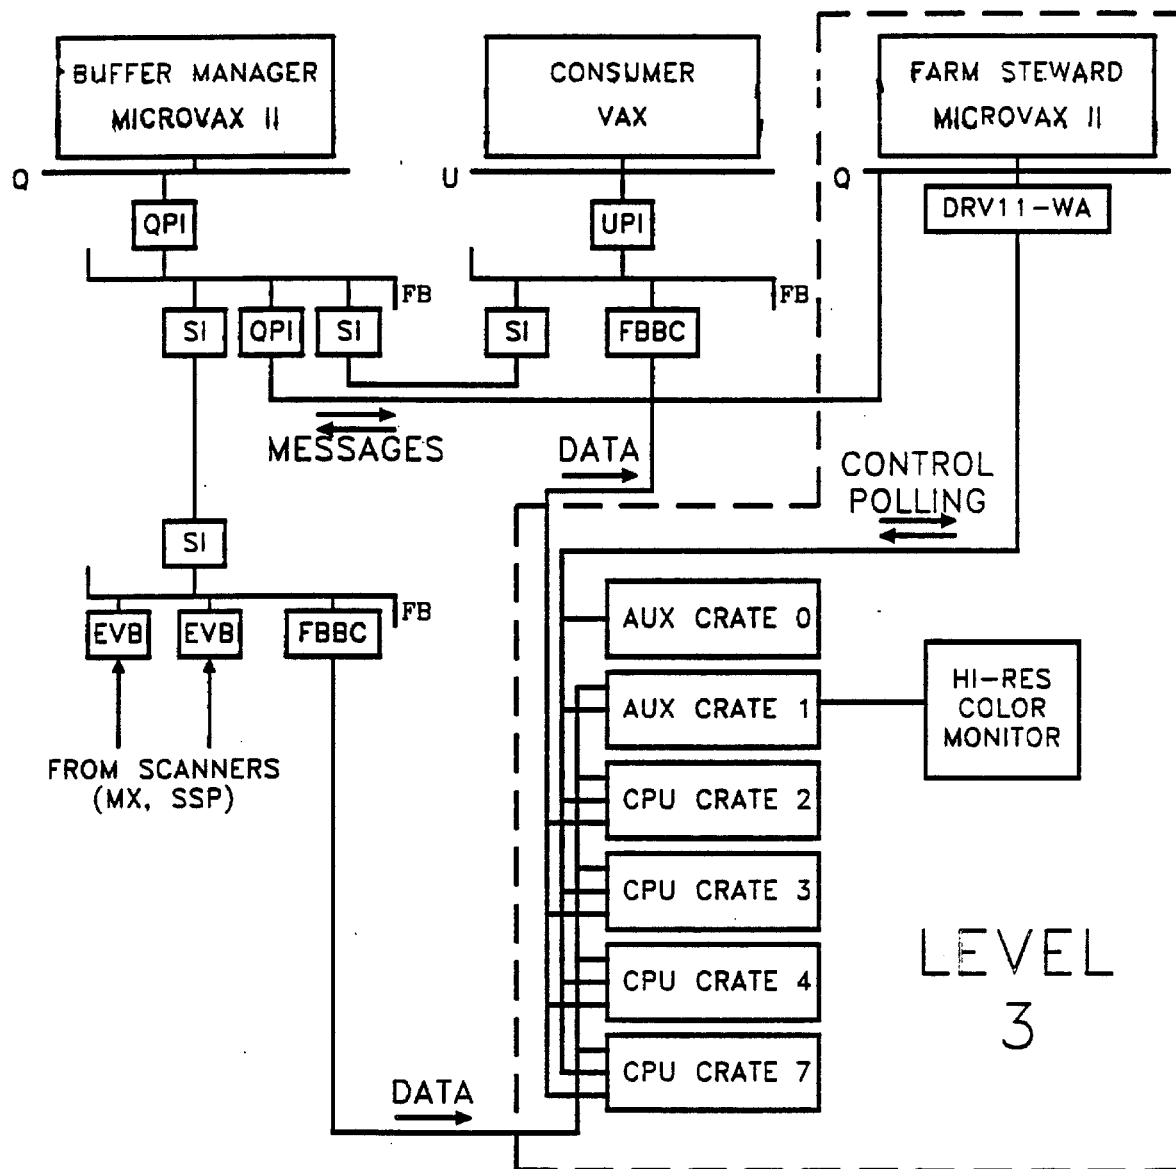 BUFFER MANAGER
MICROVAX II
CONSUMER
VAX
FARM STEWARD
MICROVAX II
Q
U
Q
QPI
UPI
DRV11-WA
FB
FB
SI
QPI
SI
SI
FBBC
MESSAGES
DATA
CONTROL
POLLING
SI
FB
EVB
EVB
FBBC
AUX CRATE 0
AUX CRATE 1
HI-RES
COLOR
MONITOR
FROM SCANNERS
(MX, SSP)
CPU CRATE 2
CPU CRATE 3
CPU CRATE 4
LEVEL
3
CPU CRATE 7
DATA